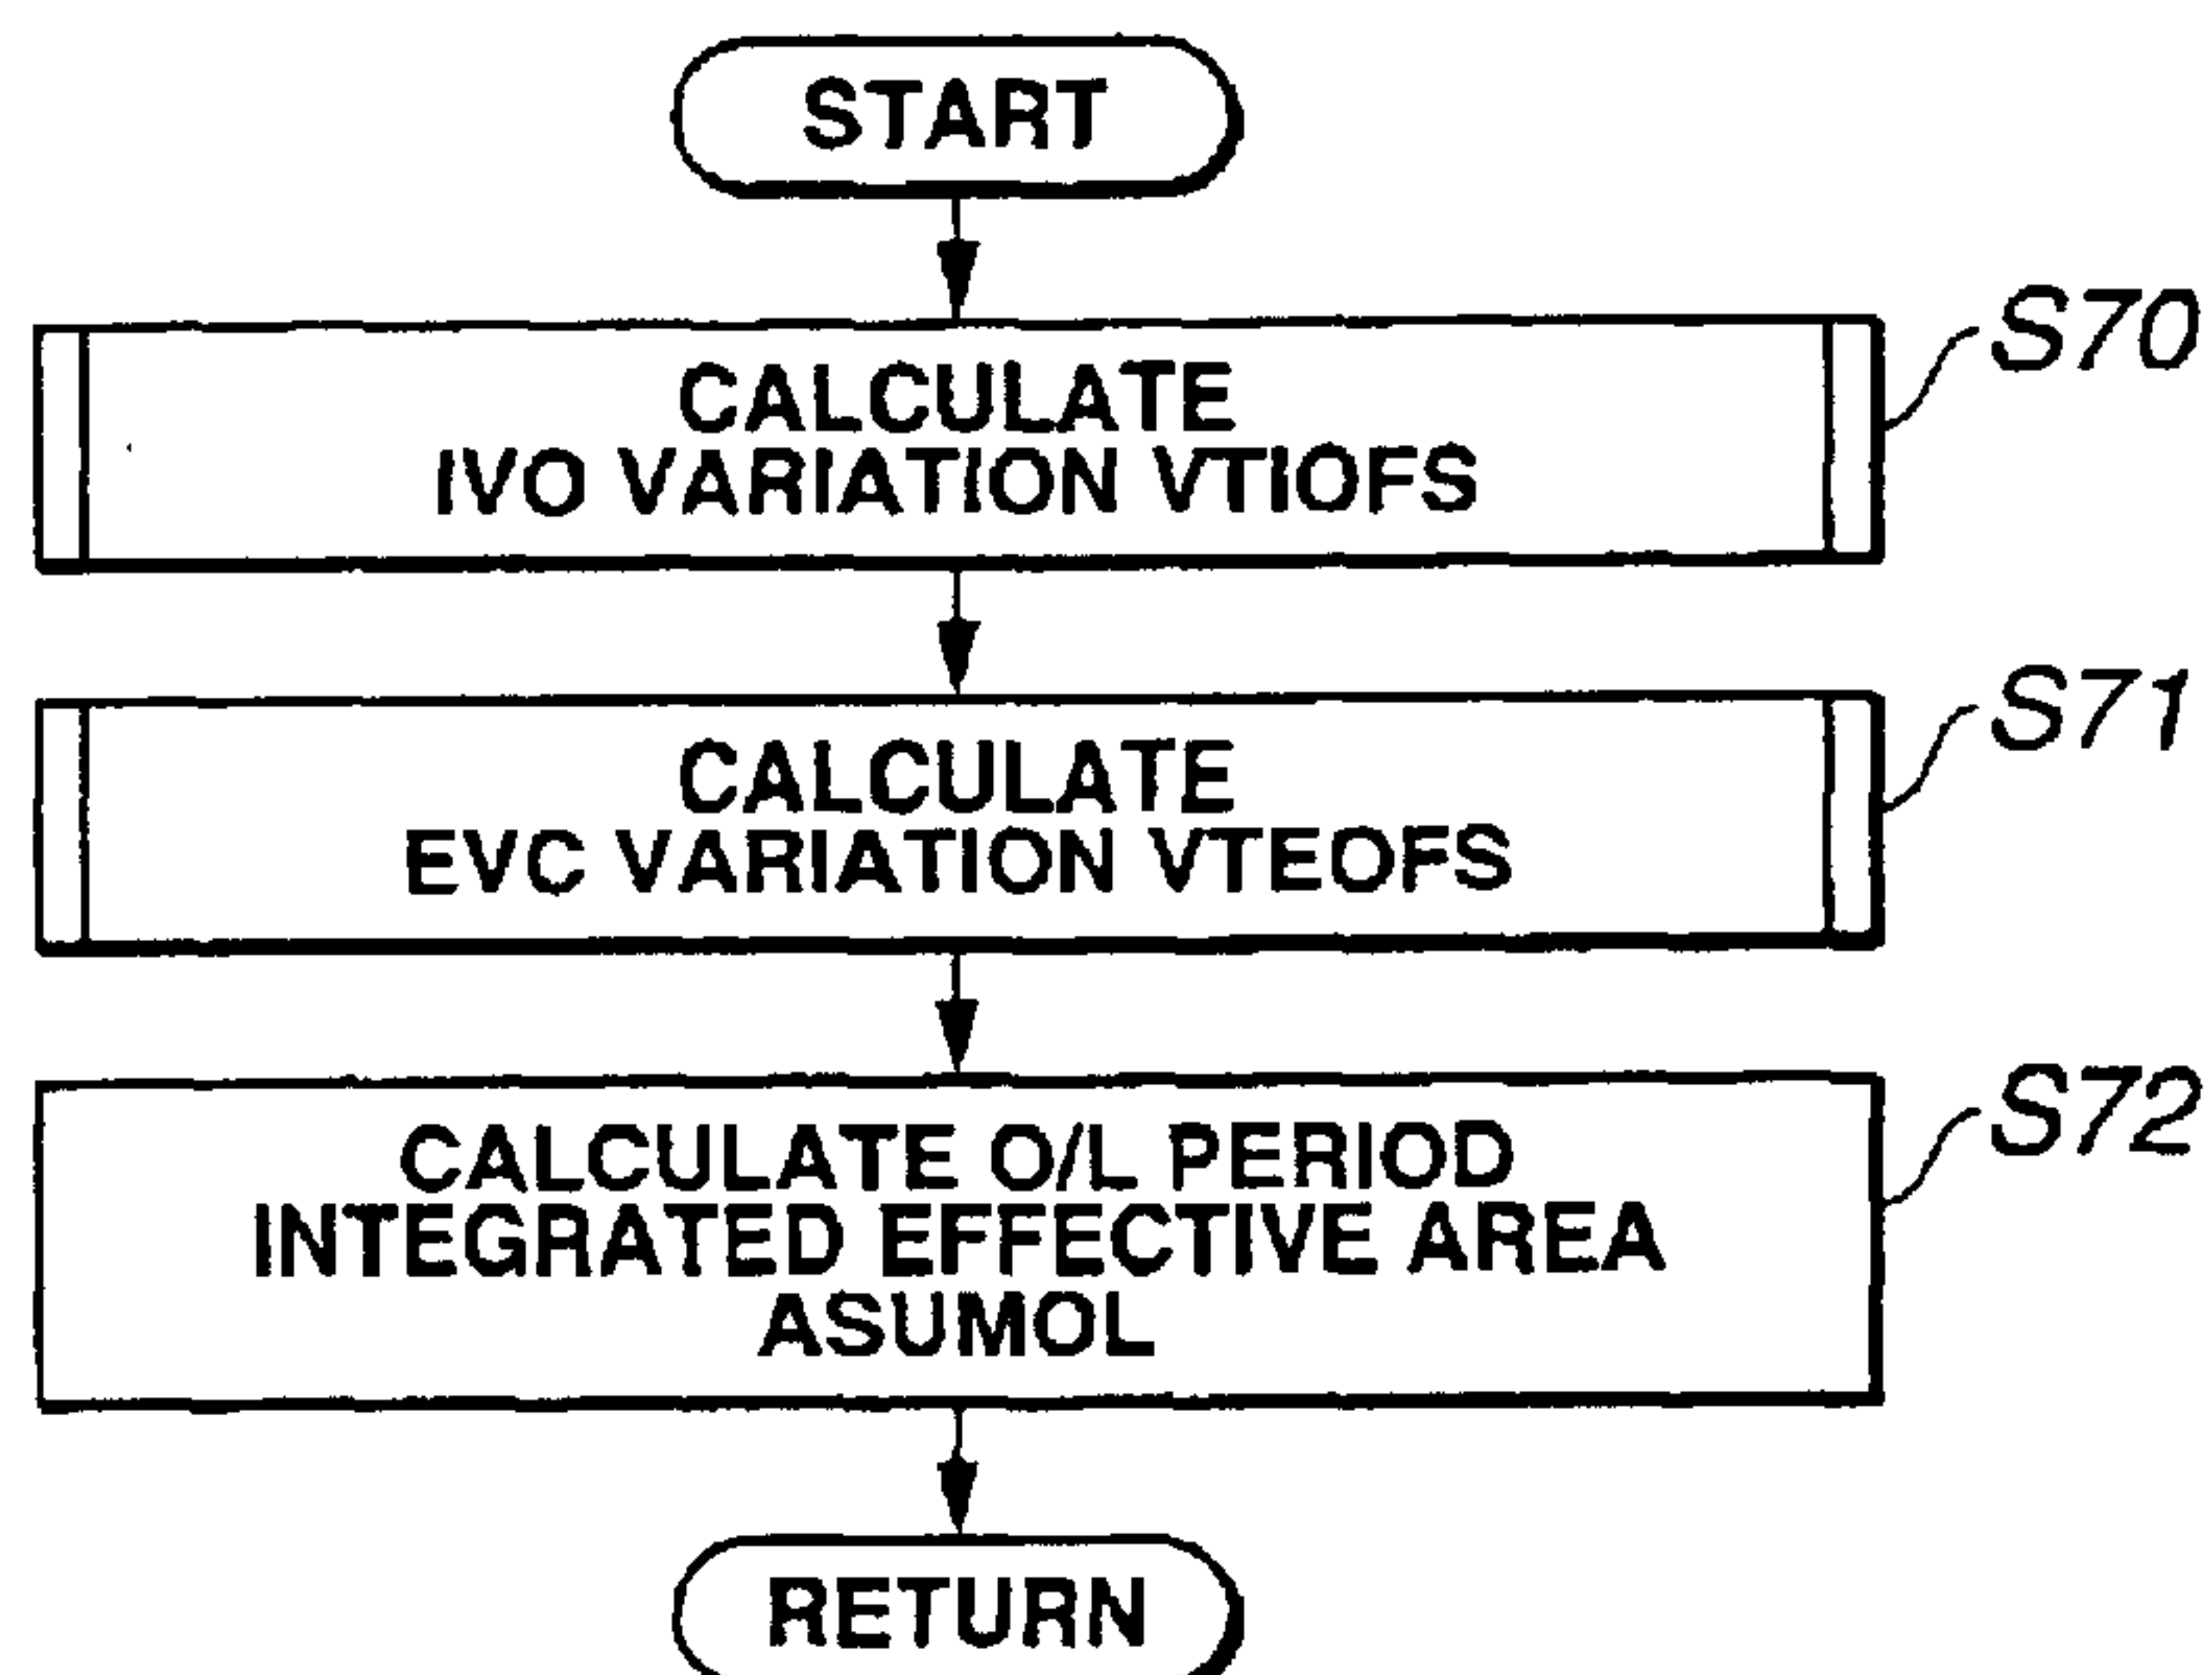 START
S70
CALCULATE
IVO VARIATION VTIOFS
S71
CALCULATE
EVC VARIATION VTEOFS
S72
CALCULATE O/L PERIOD
INTEGRATED EFFECTIVE AREA
ASUMOL
RETURN